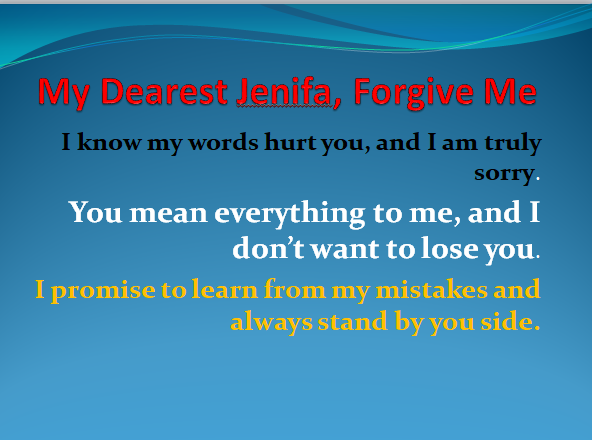 My Dearest Jenifa, Forgive Me
I know my words hurt you, and I am truly
sorry.
You mean everything to me, and I
don’t want to lose you.
I promise to learn from my mistakes and
always stand by you side.